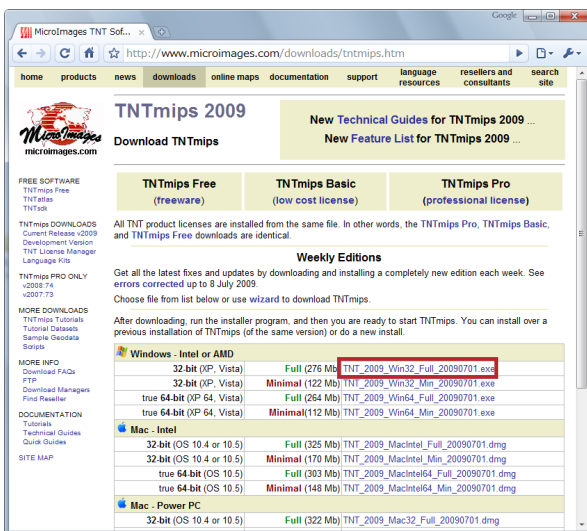 Google
MicroImages TNT Sof...
http://www.microimages.com/downloads/tntmips.htm
home products news downloads online maps documentation support language resources resellers and consultants search site
MicroImages
microimages.com
TNTmips 2009
Download TNTmips
New Technical Guides for TNTmips 2009 ...
New Feature List for TNTmips 2009 ...
FREE SOFTWARE
TNTmips Free
TNTatlas
TNTsdk
TNTmips DOWNLOADS
Current Release v2009
Development Version
TNT License Manager
Language Kits
TNTmips PRO ONLY
v2008:74
v2007:73
MORE DOWNLOADS
TNTmips Tutorials
Tutorial Datasets
Sample Geodata
Scripts
MORE INFO
Download FAQs
FTP
Download Managers
Find Reseller
DOCUMENTATION
Tutorials
Technical Guides
Quick Guides
SITE MAP
TNTmips Free TNTmips Basic TNTmips Pro
(freeware) (low cost license) (professional license)
All TNT product licenses are installed from the same file. In other words, the TNTmips Pro, TNTmips Basic,
and TNTmips Free downloads are identical.
Weekly Editions
Get all the latest fixes and updates by downloading and installing a completely new edition each week. See
errors corrected up to 8 July 2009.
Choose file from list below or use wizard to download TNTmips.
After downloading, run the installer program, and then you are ready to start TNTmips. You can install over a
previous installation of TNTmips (of the same version) or do a new install.
Windows - Intel or AMD
32-bit (XP, Vista) Full (276 Mb) TNT_2009_Win32_Full_20090701.exe
32-bit (XP, Vista) Minimal (122 MB) TNT_2009_Win32_Min_20090701.exe
true 64-bit (XP 64, Vista) Full (264 MB) TNT_2009_Win64_Full_20090701.exe
true 64-bit (XP 64, Vista) Minimal(112 MB) TNT_2009_Win64_Min_20090701.exe
Mac - Intel
32-bit (OS 10.4 or 10.5) Full (325 MB) TNT_2009_MacIntel_Full_20090701.dmg
32-bit (OS 10.4 or 10.5) Minimal (170 MB) TNT_2009_MacIntel_Min_20090701.dmg
true 64-bit (OS 10.5) Full (303 MB) TNT_2009_MacIntel64_Full_20090701.dmg
true 64-bit (OS 10.5) Minimal (148 MB) TNT_2009_MacIntel64_Min_20090701.dmg
Mac - Power PC
32-bit (OS 10.4 or 10.5) Full (322 MB) TNT_2009_Mac32_Full_20090701.dmg